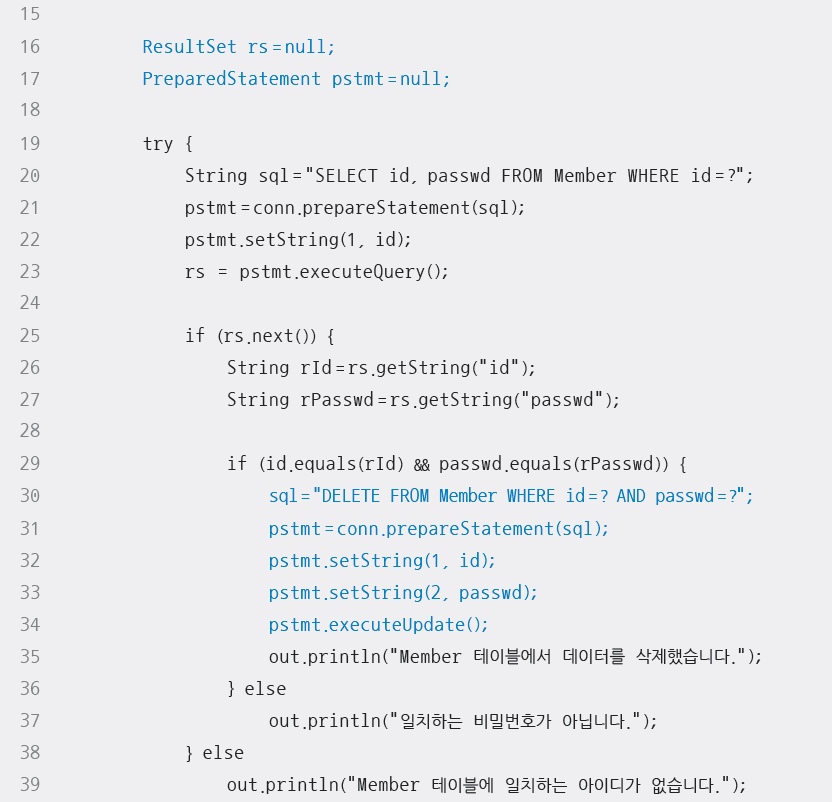 15
16 ResultSet rs=null;
17 PreparedStatement pstmt=null;
18
19 try {
20 String sql="SELECT id, passwd FROM Member WHERE id=?";
21 pstmt=conn.prepareStatement(sql);
22 pstmt.setString(1, id);
23 rs = pstmt.executeQuery();
24
25 if (rs.next()) {
26 String rId=rs.getString("id");
27 String rPasswd=rs.getString("passwd");
28
29 if (id.equals(rId) && passwd.equals(rPasswd)) {
30 sql="DELETE FROM Member WHERE id=? AND passwd=?";
31 pstmt=conn.prepareStatement(sql);
32 pstmt.setString(1, id);
33 pstmt.setString(2, passwd);
34 pstmt.executeUpdate();
35 out.println("Member 테이블에서 데이터를 삭제했습니다.");
36 } else
37 out.println("일치하는 비밀번호가 아닙니다.");
38 } else
39 out.println("Member 테이블에 일치하는 아이디가 없습니다.");